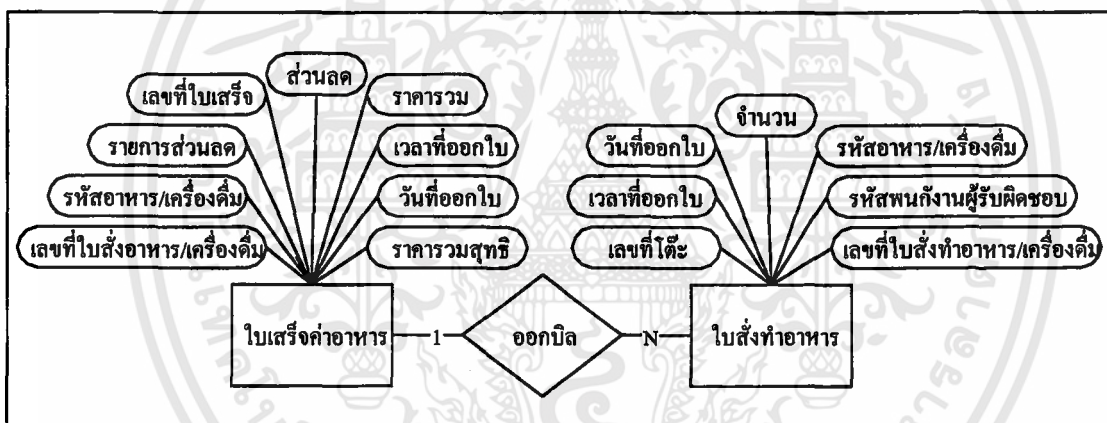 ส่วนลด
เลขที่ใบเสร็จ
ราคารวม
รายการส่วนลด
เวลาที่ออกใบ
รหัสอาหาร/เครื่องดื่ม
วันที่ออกใบ
เลขที่ใบสั่งอาหาร/เครื่องดื่ม
ราคารวมสุทธิ
จำนวน
วันที่ออกใบ
รหัสอาหาร/เครื่องดื่ม
เวลาที่ออกใบ
รหัสพนักงานผู้รับผิดชอบ
เลขที่โต๊ะ
เลขที่ใบสั่งทำอาหาร/เครื่องดื่ม
ใบเสร็จค่าอาหาร
1
ออกบิล
N
ใบสั่งทำอาหาร